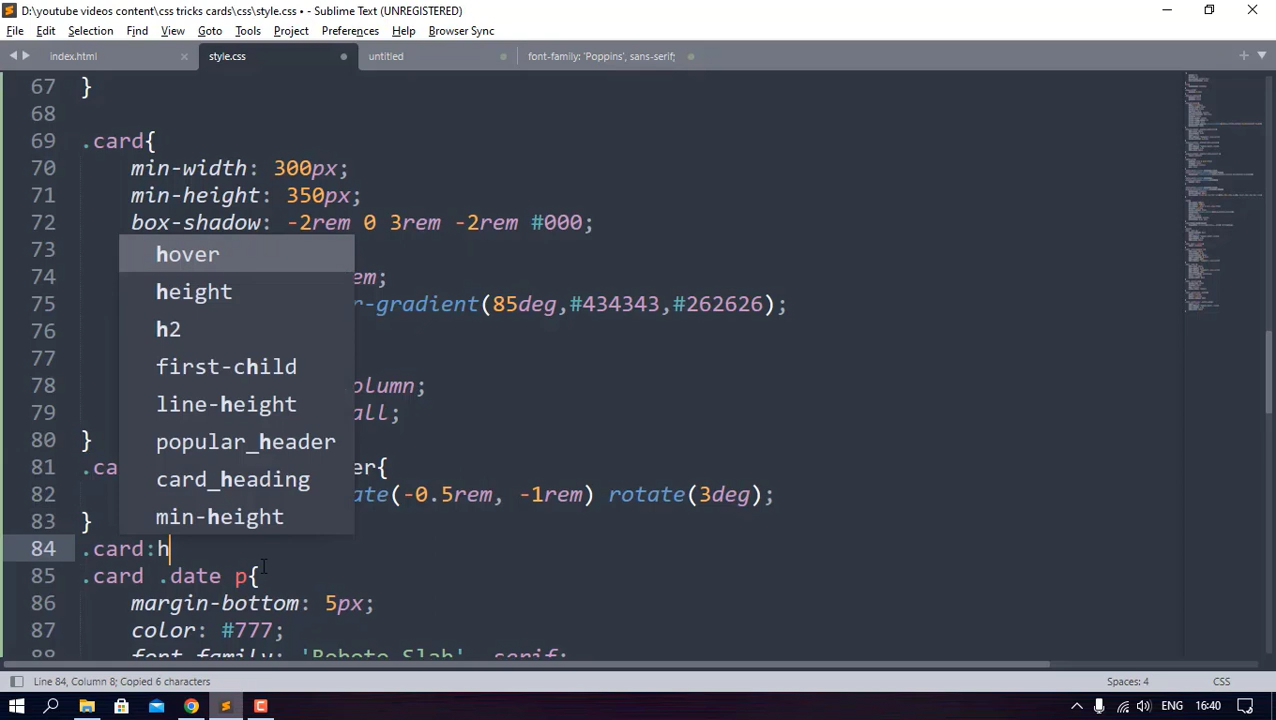 D:\youtube videos content\css tricks cards\css\style.css • - Sublime Text (UNREGISTERED)
File Edit Selection Find View Goto Tools Project Preferences Help Browser Sync
index.html style.css untitled font-family: 'Poppins', sans-serif;
67 }
68
69 .card{
70 min-width: 300px;
71 min-height: 350px;
72 box-shadow: -2rem 0 3rem -2rem #000;
73 hover
74 em;
height
75 r-gradient(85deg,#434343,#262626);
76 h2
77 first-child
78 olumn;
line-height
79 all;
80 } popular_header
81 .ca er{
card_heading
82 ate(-0.5rem, -1rem) rotate(3deg);
83 } min-height
84 .card:h
85 .card .date p{
86 margin-bottom: 5px;
87 color: #777;
88 font-family: 'Roboto Slab', serif;
Line 84, Column 8; Copied 6 characters Spaces: 4 CSS
ENG 16:40